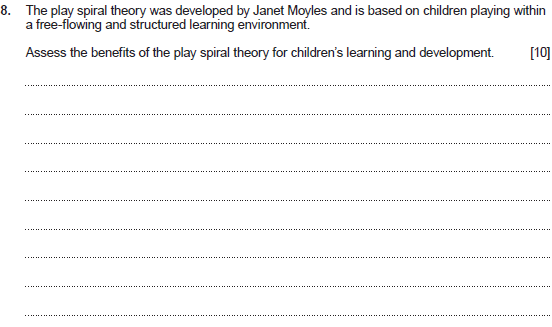 8. The play spiral theory was developed by Janet Moyles and is based on children playing within
a free-flowing and structured learning environment.
Assess the benefits of the play spiral theory for children’s learning and development. [10]